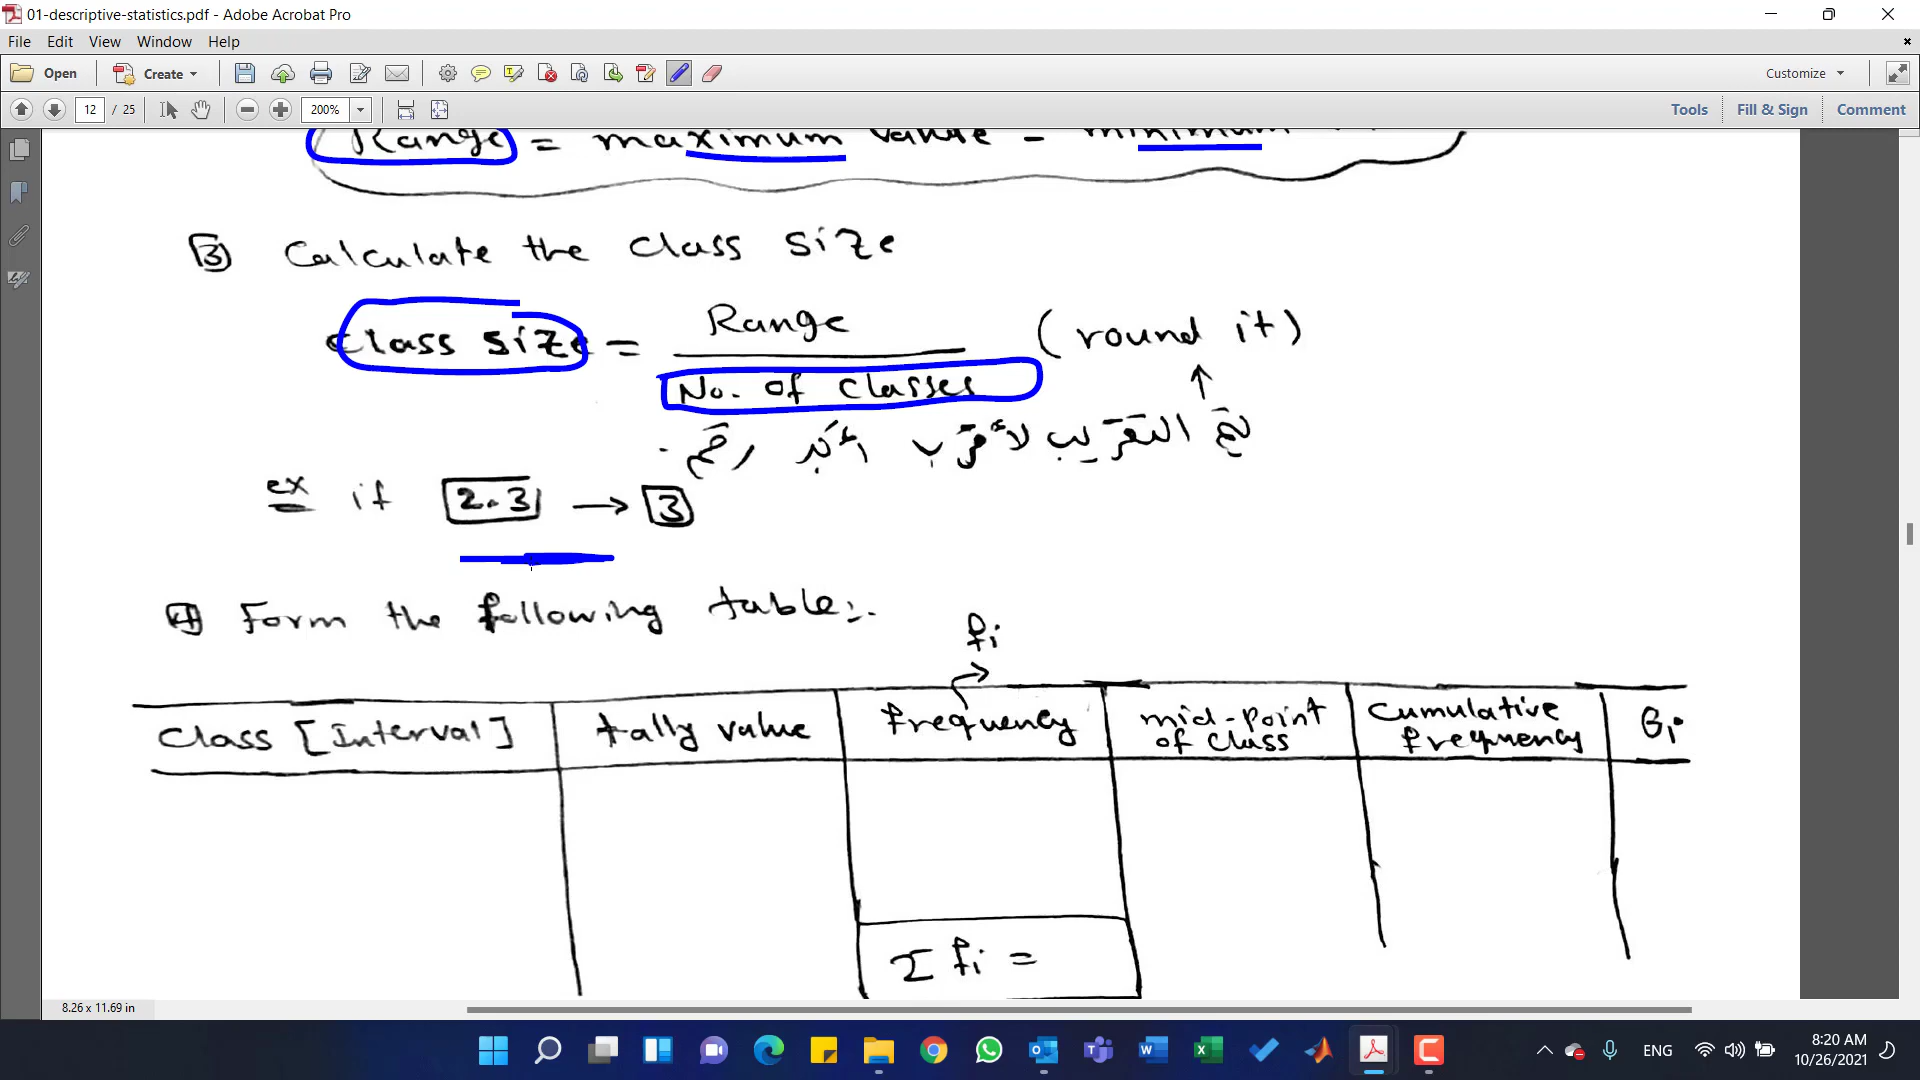 01-descriptive-statistics.pdf - Adobe Acrobat Pro
File Edit View Window Help
Open Create Customize
12 / 25 200% Tools Fill & Sign Comment
Range = maximum value - minimum
3 Calculate the class size
class size = Range / No. of classes (round it)
يتم التقريب لأقرب أكبر رقم.
ex if 2.3 → 3
4 Form the following table:-
fi
Class [Interval] tally value frequency mid-point of class Cumulative frequency Bi
Σ fi =
8.26 x 11.69 in
ENG 8:20 AM
10/26/2021